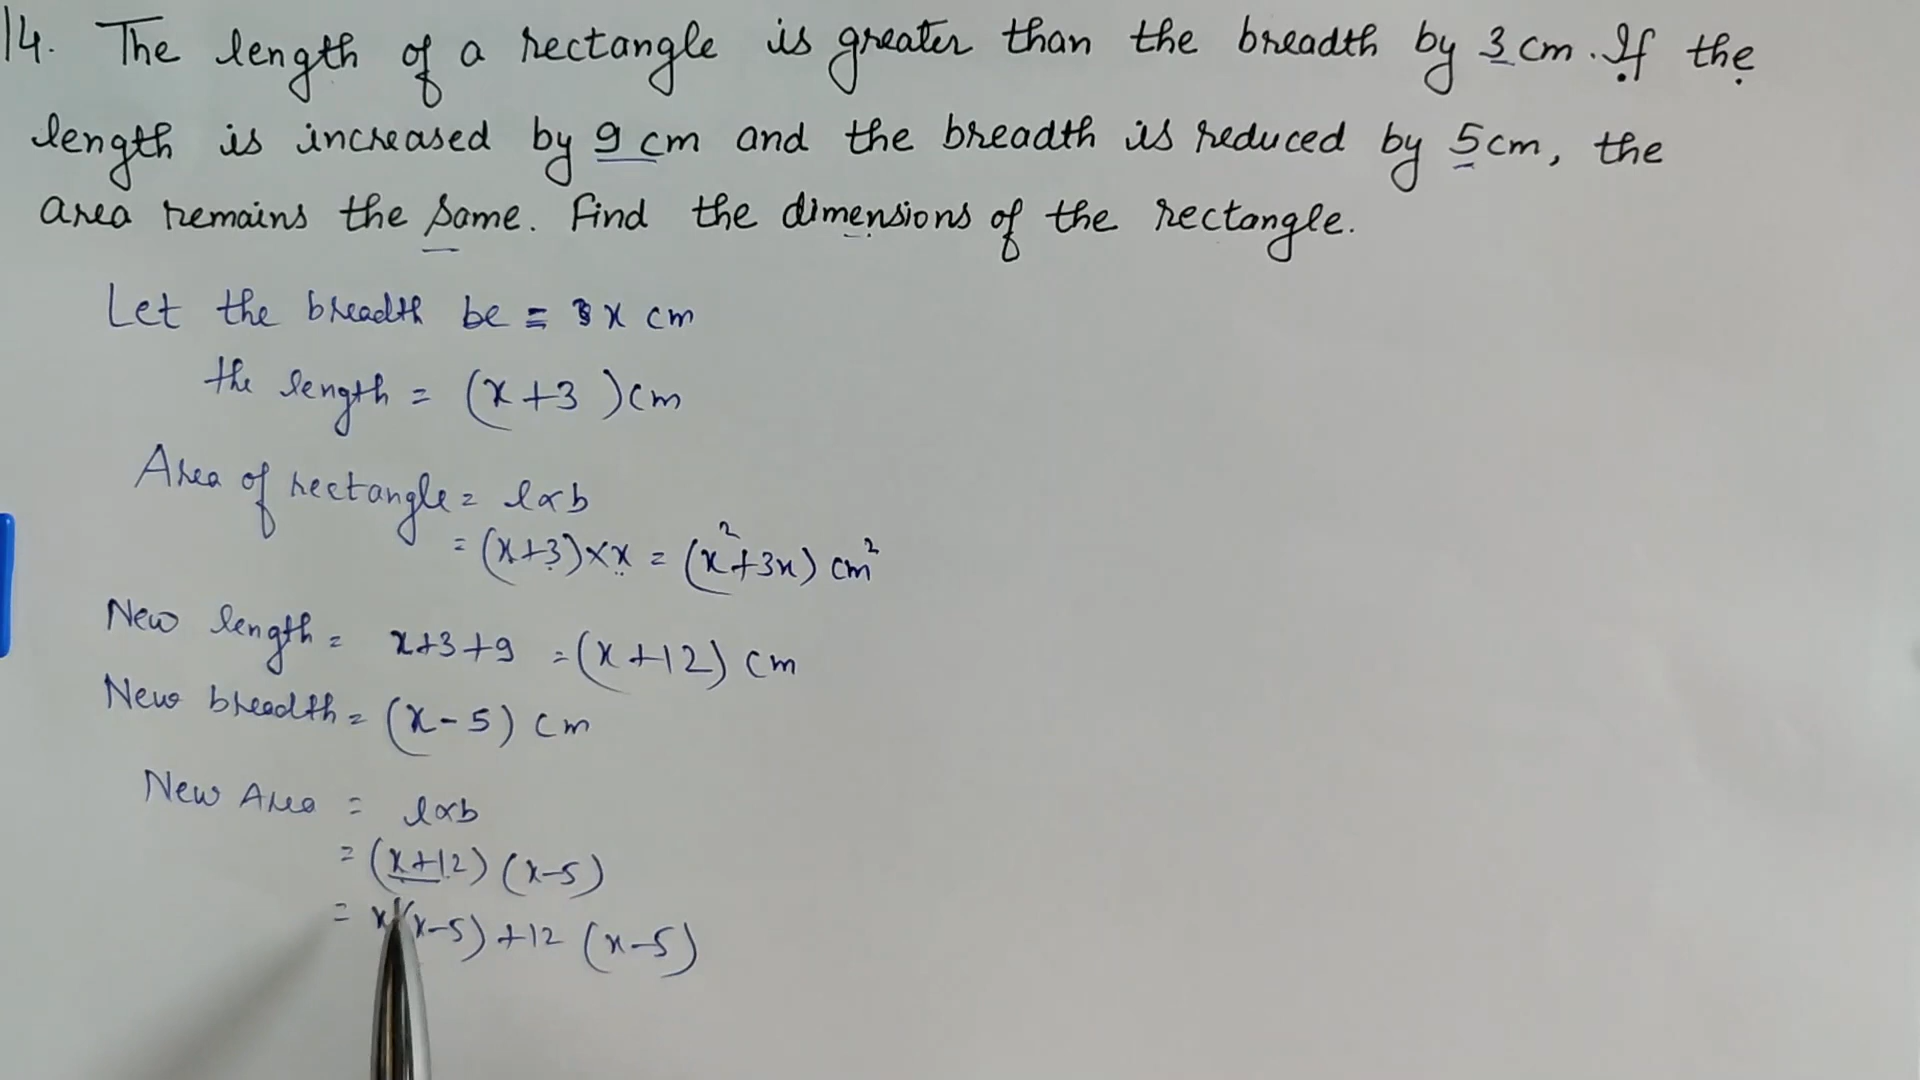 14. The length of a rectangle is greater than the breadth by 3 cm. If the
length is increased by 9 cm and the breadth is reduced by 5cm, the
area remains the same. Find the dimensions of the rectangle.
Let the breadth be = x cm
the length = (x+3)cm
Area of rectangle = l×b
= (x+3)×x = (x²+3x) cm²
New length = x+3+9 = (x+12) cm
New breadth = (x-5) cm
New Area = l×b
= (x+12) (x-5)
= x(x-5) +12 (x-5)